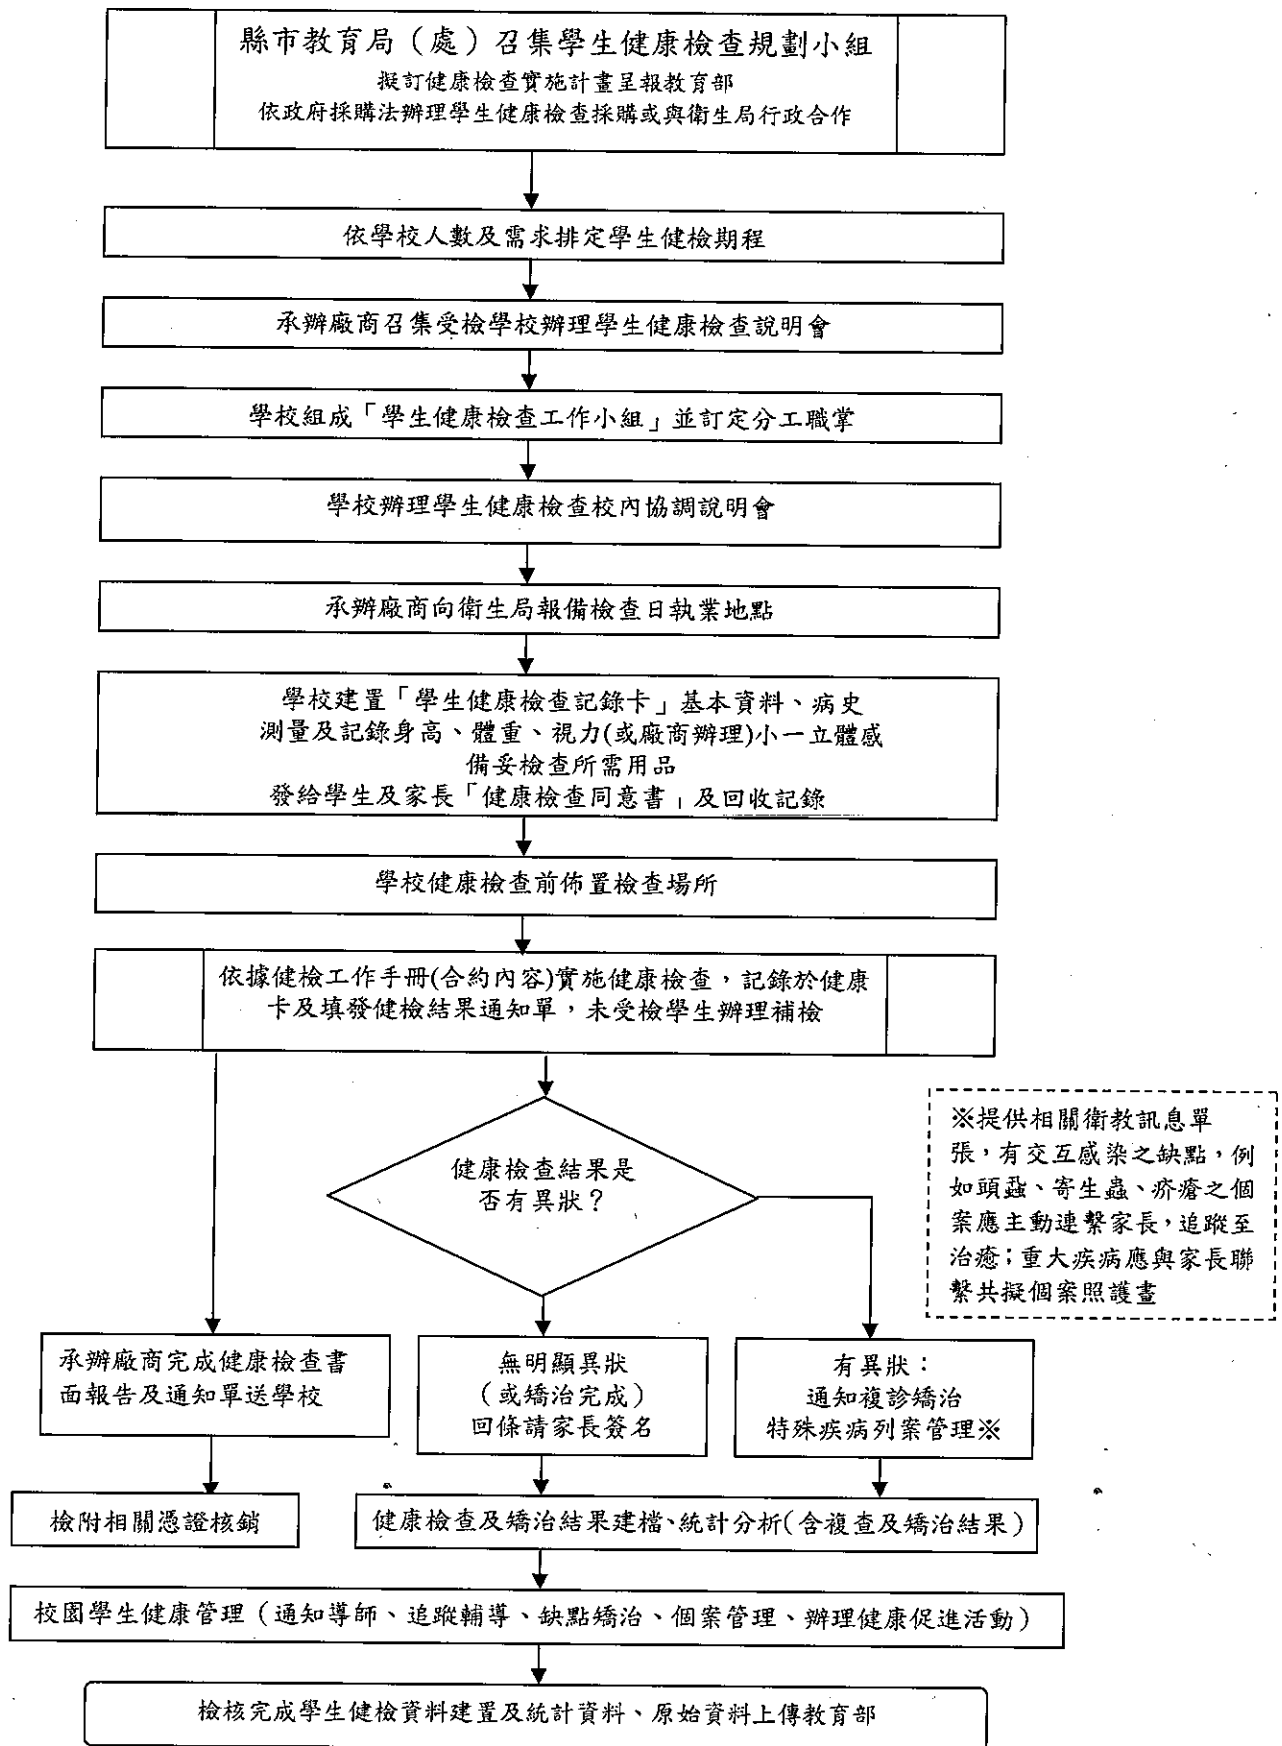 縣市教育局（處）召集學生健康檢查規劃小組
擬訂健康檢查實施計畫呈報教育部
依政府採購法辦理學生健康檢查採購或與衛生局行政合作
依學校人數及需求排定學生健檢期程
承辦廠商召集受檢學校辦理學生健康檢查說明會
學校組成「學生健康檢查工作小組」並訂定分工職掌
學校辦理學生健康檢查校內協調說明會
承辦廠商向衛生局報備檢查日執業地點
學校建置「學生健康檢查記錄卡」基本資料、病史
測量及記錄身高、體重、視力(或廠商辦理)小一立體感
備妥檢查所需用品
發給學生及家長「健康檢查同意書」及回收記錄
學校健康檢查前佈置檢查場所
依據健檢工作手冊(合約內容)實施健康檢查，記錄於健康
卡及填發健檢結果通知單，未受檢學生辦理補檢
健康檢查結果是
否有異狀？
※提供相關衛教訊息單
張，有交互感染之缺點，例
如頭蝨、寄生蟲、疥瘡之個
案應主動連繫家長，追蹤至
治癒；重大疾病應與家長聯
繫共擬個案照護畫
承辦廠商完成健康檢查書
面報告及通知單送學校
無明顯異狀
（或矯治完成）
回條請家長簽名
有異狀：
通知複診矯治
特殊疾病列案管理※
檢附相關憑證核銷
健康檢查及矯治結果建檔、統計分析(含複查及矯治結果)
校園學生健康管理（通知導師、追蹤輔導、缺點矯治、個案管理、辦理健康促進活動）
檢核完成學生健檢資料建置及統計資料、原始資料上傳教育部